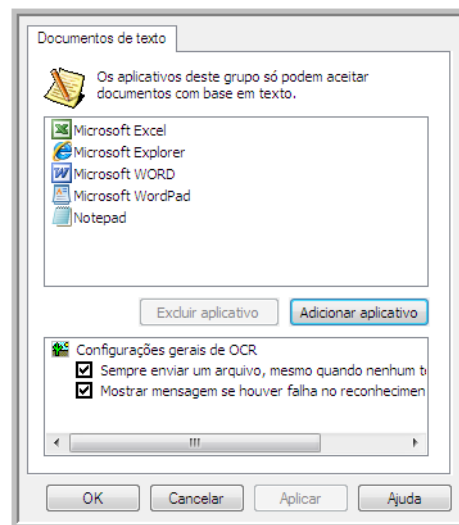 Documentos de texto
Os aplicativos deste grupo só podem aceitar
documentos com base em texto.
Microsoft Excel
Microsoft Explorer
Microsoft WORD
Microsoft WordPad
Notepad
Excluir aplicativo Adicionar aplicativo
Configurações gerais de OCR
Sempre enviar um arquivo, mesmo quando nenhum t
Mostrar mensagem se houver falha no reconhecimen
OK Cancelar Aplicar Ajuda